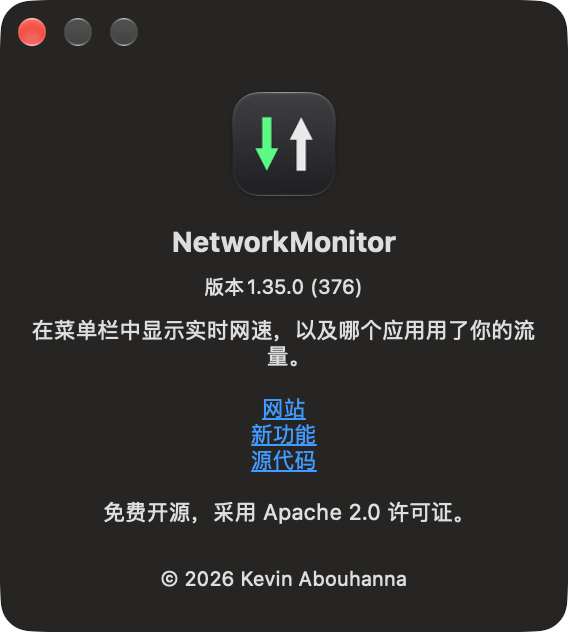 NetworkMonitor
版本1.35.0 (376)
在菜单栏中显示实时网速，以及哪个应用用了你的流
量。
网站
新功能
源代码
免费开源，采用 Apache 2.0 许可证。
© 2026 Kevin Abouhanna